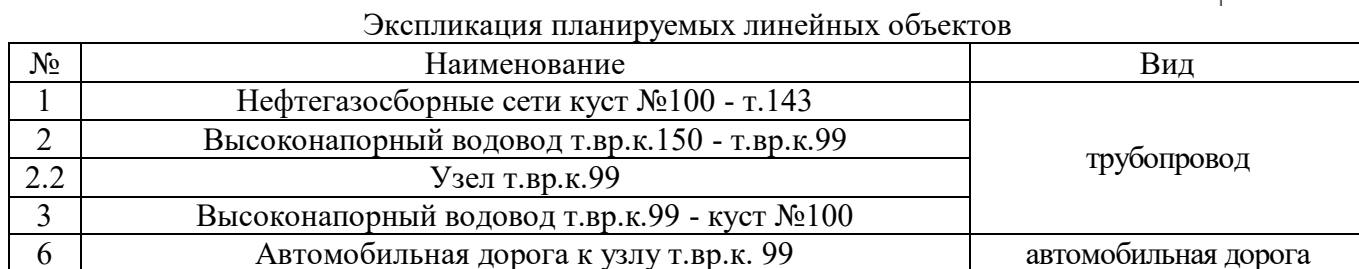 Экспликация планируемых линейных объектов
№ Наименование Вид
1 Нефтегазосборные сети куст №100 - т.143
2 Высоконапорный водовод т.вр.к.150 - т.вр.к.99
трубопровод
2.2 Узел т.вр.к.99
3 Высоконапорный водовод т.вр.к.99 - куст №100
6 Автомобильная дорога к узлу т.вр.к. 99 автомобильная дорога